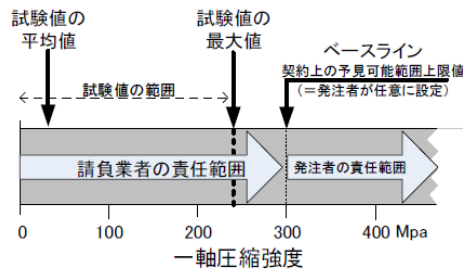 試験値の
平均値
試験値の
最大値
ベースライン
契約上の予見可能範囲上限値
(＝発注者が任意に設定)
試験値の範囲
請負業者の責任範囲
発注者の責任範囲
0 100 200 300 400 Mpa
一軸圧縮強度